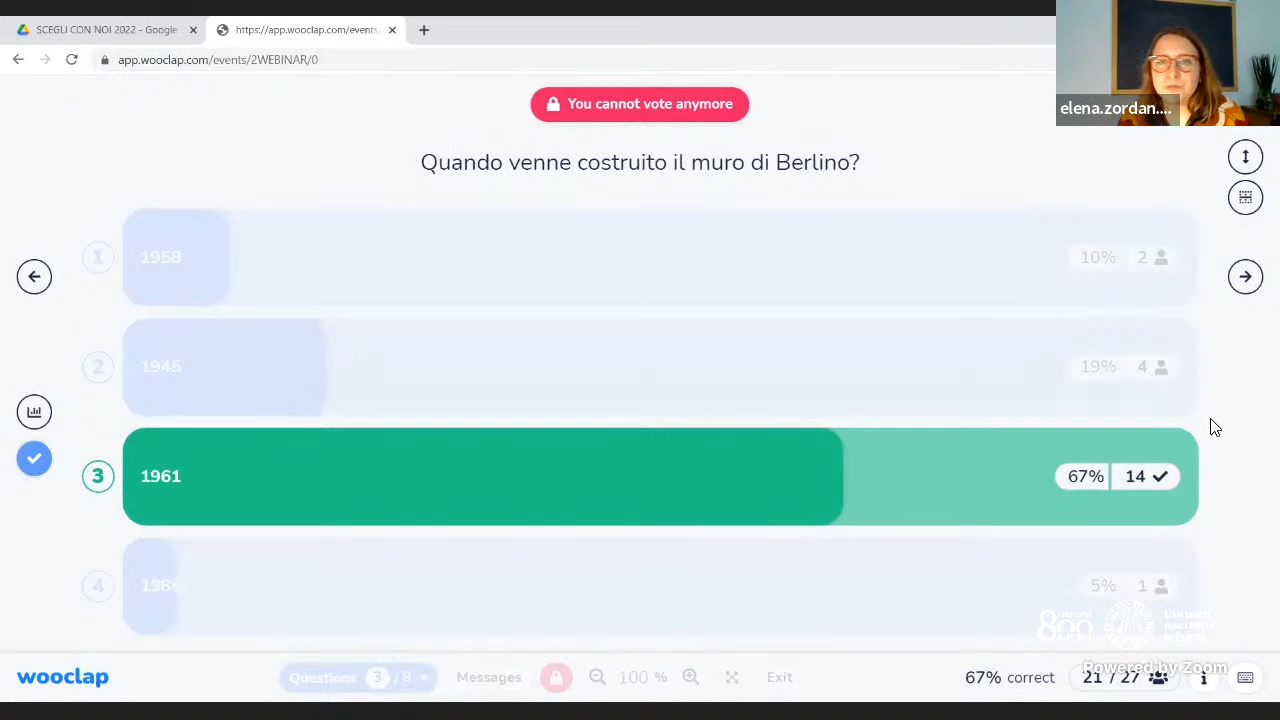 SCEGLI CON NOI 2022 - Google
https://app.wooclap.com/events
app.wooclap.com/events/2WEBINAR/0
elena.zordan....
You cannot vote anymore
Quando venne costruito il muro di Berlino?
1 1958 10% 2
2 1945 19% 4
3 1961 67% 14
4 5% 1
800
wooclap
Questions 3 / 8
Messages
100 %
Exit
67% correct
21 / 27
Powered by Zoom